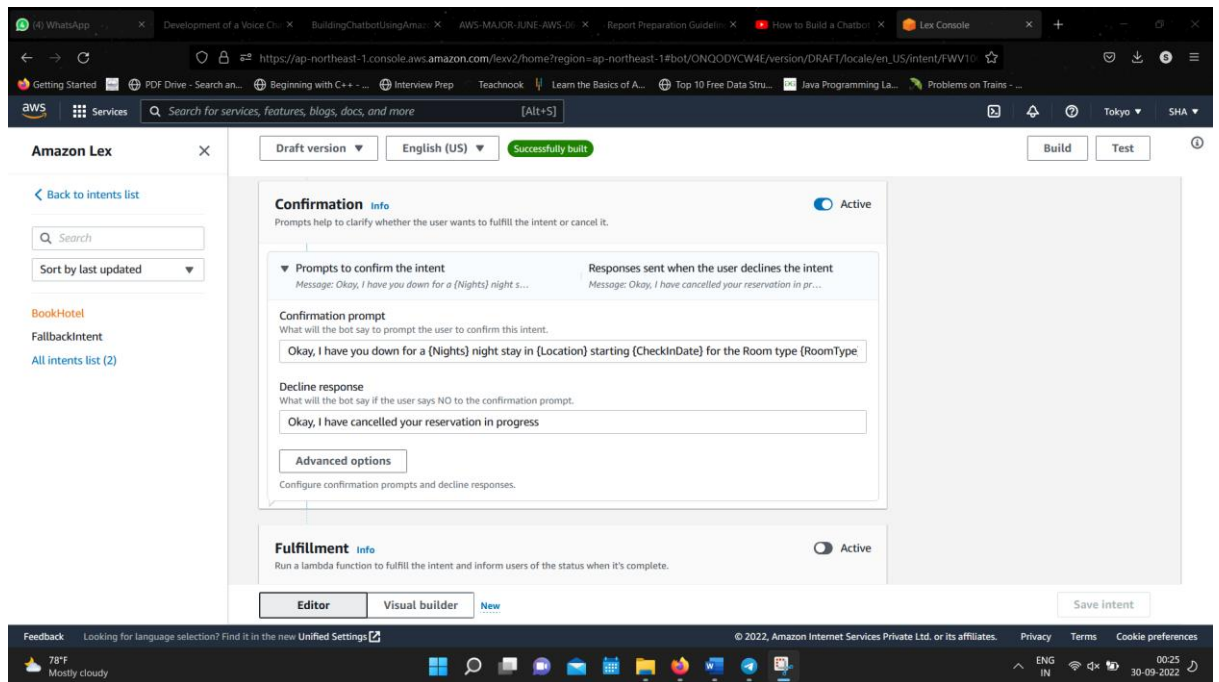 (4) WhatsApp
Development of a Voice Ch
BuildingChatbotUsingAmaz
AWS-MAJOR-JUNE-AWS-06
Report Preparation Guideline
How to Build a Chatbot
Lex Console
https://ap-northeast-1.console.aws.amazon.com/lexv2/home?region=ap-northeast-1#bot/ONQODYCW4E/version/DRAFT/locale/en_US/intent/FWV10
Getting Started
PDF Drive - Search an...
Beginning with C++ - ...
Interview Prep
Teachnook
Learn the Basics of A...
Top 10 Free Data Stru...
Java Programming La...
Problems on Trains - ...
aws
Services
Search for services, features, blogs, docs, and more
[Alt+S]
Tokyo ▼
SHA ▼
Amazon Lex
Draft version ▼
English (US) ▼
Successfully built
Build
Test
Back to intents list
Search
Sort by last updated
BookHotel
FallbackIntent
All intents list (2)
Confirmation Info
Active
Prompts help to clarify whether the user wants to fulfill the intent or cancel it.
▼ Prompts to confirm the intent
Message: Okay, I have you down for a {Nights} night s...
Responses sent when the user declines the intent
Message: Okay, I have cancelled your reservation in pr...
Confirmation prompt
What will the bot say to prompt the user to confirm this intent.
Okay, I have you down for a {Nights} night stay in {Location} starting {CheckInDate} for the Room type {RoomType
Decline response
What will the bot say if the user says NO to the confirmation prompt.
Okay, I have cancelled your reservation in progress
Advanced options
Configure confirmation prompts and decline responses.
Fulfillment Info
Active
Run a lambda function to fulfill the intent and inform users of the status when it's complete.
Editor
Visual builder
New
Save intent
Feedback
Looking for language selection? Find it in the new Unified Settings
© 2022, Amazon Internet Services Private Ltd. or its affiliates.
Privacy
Terms
Cookie preferences
78°F
Mostly cloudy
ENG
IN
00:25
30-09-2022